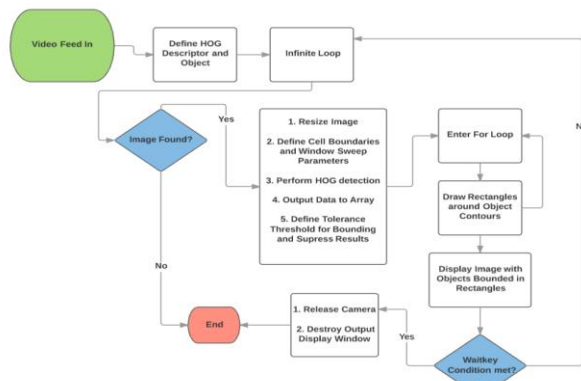 Video Feed In
Define HOG
Descriptor and
Object
Infinite Loop
Image Found?
Yes
1. Resize Image
2. Define Cell Boundaries
and Window Sweep
Parameters
3. Perform HOG detection
4. Output Data to Array
5. Define Tolerance
Threshold for Bounding
and Supress Results
Enter For Loop
Draw Rectangles
around Object
Contours
Display Image with
Objects Bounded in
Rectangles
Waitkey
Condition met?
N
Yes
1. Release Camera
2. Destroy Output
Display Window
No
End